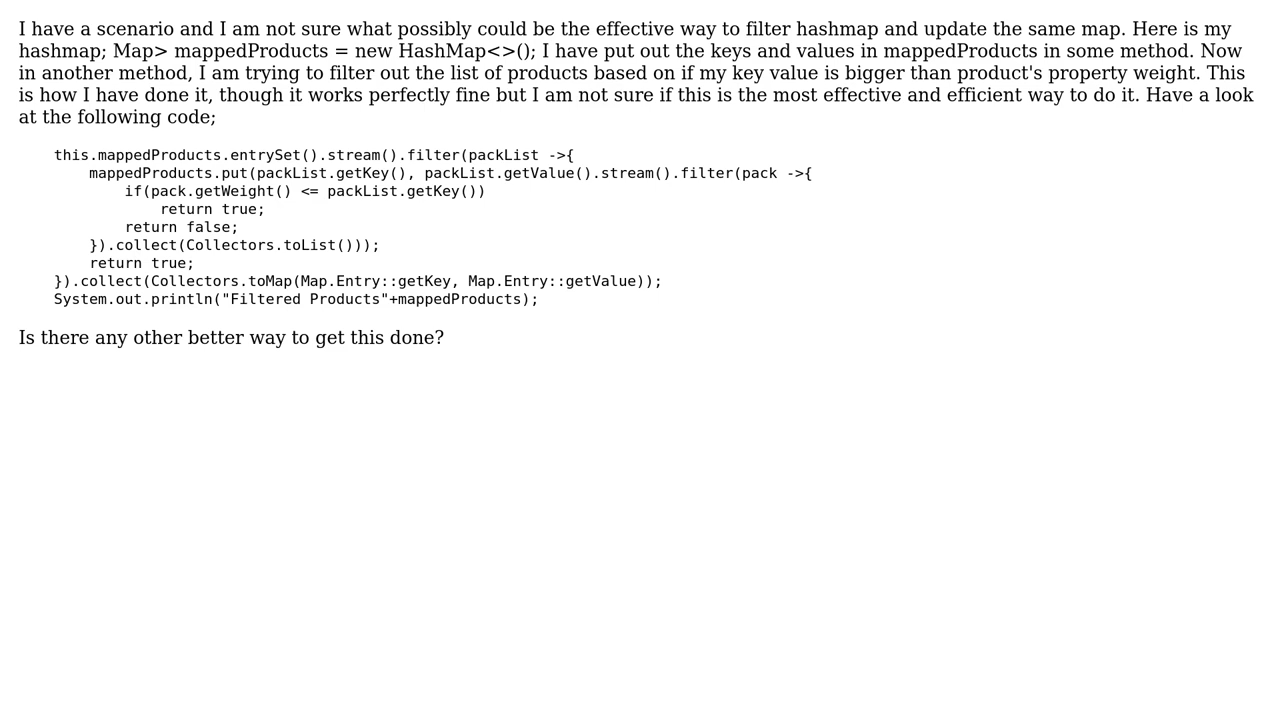 I have a scenario and I am not sure what possibly could be the effective way to filter hashmap and update the same map. Here is my
hashmap; Map> mappedProducts = new HashMap<>(); I have put out the keys and values in mappedProducts in some method. Now
in another method, I am trying to filter out the list of products based on if my key value is bigger than product's property weight. This
is how I have done it, though it works perfectly fine but I am not sure if this is the most effective and efficient way to do it. Have a look
at the following code;
this.mappedProducts.entrySet().stream().filter(packList ->{
    mappedProducts.put(packList.getKey(), packList.getValue().stream().filter(pack ->{
        if(pack.getWeight() <= packList.getKey())
            return true;
        return false;
    }).collect(Collectors.toList()));
    return true;
}).collect(Collectors.toMap(Map.Entry::getKey, Map.Entry::getValue));
System.out.println("Filtered Products"+mappedProducts);
Is there any other better way to get this done?